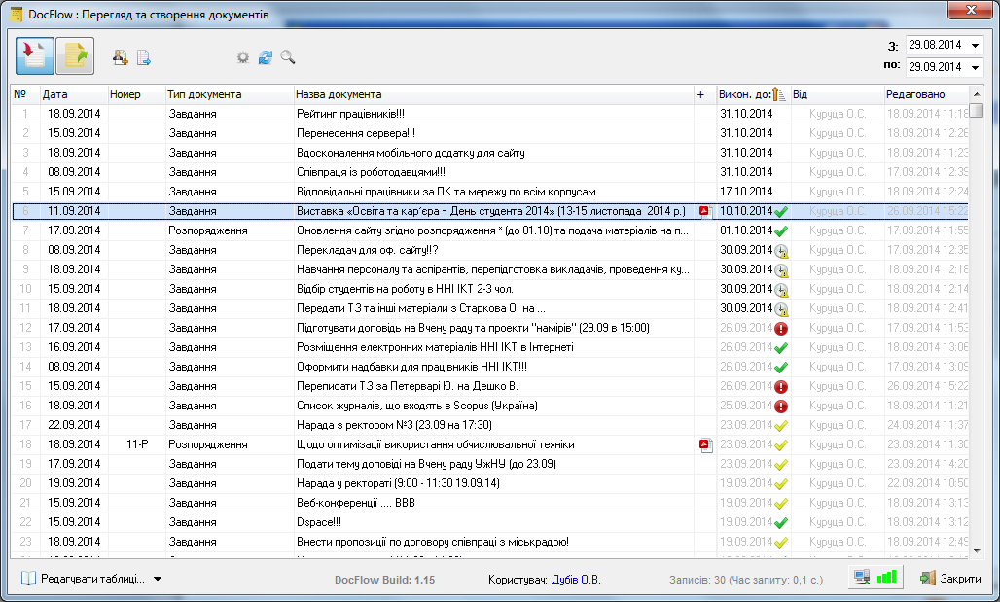 DocFlow : Перегляд та створення документів
З: 29.08.2014
по: 29.09.2014
№ Дата Номер Тип документа Назва документа + Викон. до: Від Редаговано
1 18.09.2014 Завдання Рейтинг працівників!!! 31.10.2014 Куруца О.С. 18.09.2014 11:18
2 15.09.2014 Завдання Перенесення сервера!!! 31.10.2014 Куруца О.С. 18.09.2014 12:28
3 18.09.2014 Завдання Вдосконалення мобільного додатку для сайту 31.10.2014 Куруца О.С. 18.09.2014 11:23
4 08.09.2014 Завдання Співпраця із роботодавцями!!! 31.10.2014 Куруца О.С. 17.09.2014 12:39
5 15.09.2014 Завдання Відповідальні працівники за ПК та мережу по всім корпусам 17.10.2014 Куруца О.С. 18.09.2014 12:24
6 11.09.2014 Завдання Виставка «Освіта та кар'єра - День студента 2014» (13-15 листопада 2014 р.) 10.10.2014 Куруца О.С. 26.09.2014 15:22
7 17.09.2014 Розпорядження Оновлення сайту згідно розпорядження * (до 01.10) та подача матеріалів на п... 01.10.2014 Куруца О.С. 17.09.2014 11:55
8 08.09.2014 Завдання Перекладач для оф. сайту!!? 30.09.2014 Куруца О.С. 17.09.2014 12:35
9 18.09.2014 Завдання Навчання персоналу та аспірантів, перепідготовка викладачів, проведення ку... 30.09.2014 Куруца О.С. 18.09.2014 12:18
10 15.09.2014 Завдання Відбір студентів на роботу в ННІ ІКТ 2-3 чол. 30.09.2014 Куруца О.С. 18.09.2014 12:14
11 18.09.2014 Завдання Передати ТЗ та інші матеріали з Старкова О. на ... 30.09.2014 Куруца О.С. 18.09.2014 12:41
12 17.09.2014 Завдання Підготувати доповідь на Вчену раду та проекти "намірів" (29.09 в 15:00) 26.09.2014 Куруца О.С. 17.09.2014 11:53
13 16.09.2014 Завдання Розміщення електронних матеріалів ННІ ІКТ в Інтернеті 26.09.2014 Куруца О.С. 18.09.2014 13:06
14 08.09.2014 Завдання Оформити надбавки для працівників ННІ ІКТ!!! 26.09.2014 Куруца О.С. 17.09.2014 13:09
15 15.09.2014 Завдання Переписати ТЗ за Петерварі Ю. на Дешко В. 26.09.2014 Куруца О.С. 26.09.2014 15:22
16 18.09.2014 Завдання Список журналів, що входять в Scopus (Україна) 25.09.2014 Куруца О.С. 18.09.2014 11:21
17 22.09.2014 Завдання Нарада з ректором №3 (23.09 на 17:30) 23.09.2014 Куруца О.С. 24.09.2014 11:37
18 18.09.2014 11-Р Розпорядження Щодо оптимізації використання обчислювальної техніки 23.09.2014 Куруца О.С. 23.09.2014 11:30
19 17.09.2014 Завдання Подати тему доповіді на Вчену раду УжНУ (до 23.09) 23.09.2014 Куруца О.С. 23.09.2014 14:20
20 19.09.2014 Завдання Нарада у ректораті (9:00 - 11:30 19.09.14) 19.09.2014 Куруца О.С. 22.09.2014 10:50
21 15.09.2014 Завдання Веб-конференції .... ВВВ 19.09.2014 Куруца О.С. 18.09.2014 13:13
22 15.09.2014 Завдання Dspace!!! 19.09.2014 Куруца О.С. 18.09.2014 13:12
23 18.09.2014 Завдання Внести пропозиції по договору співпраці з міськрадою! 19.09.2014 Куруца О.С. 18.09.2014 12:49
Редагувати таблиці... DocFlow Build: 1.15 Користувач: Дубів О.В. Записів: 30 (Час запиту: 0,1 с.) Закрити